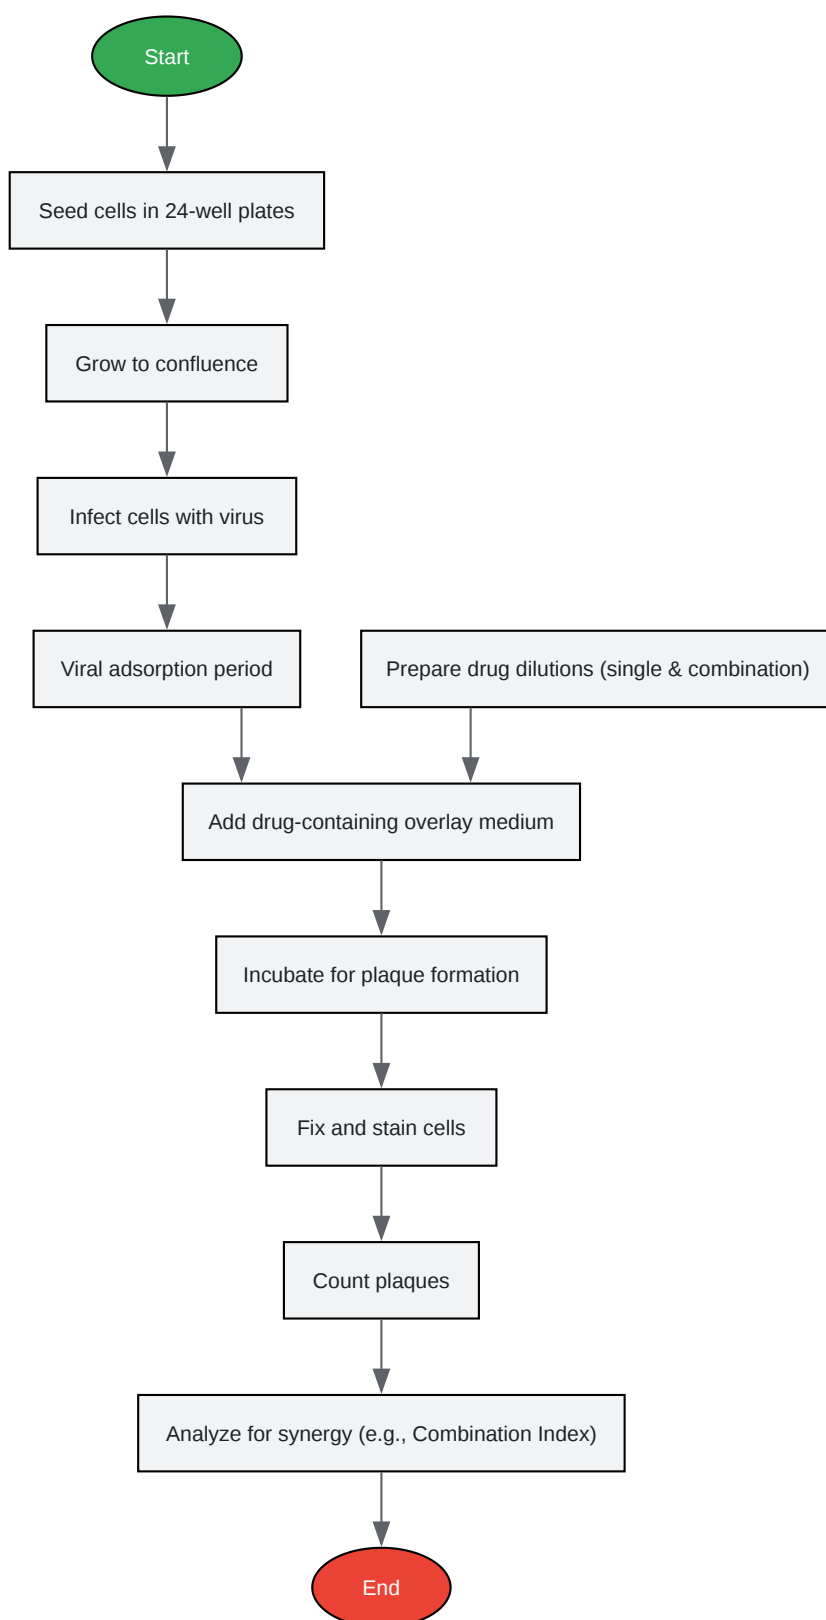 Start
Seed cells in 24-well plates
Grow to confluence
Infect cells with virus
Viral adsorption period
Prepare drug dilutions (single & combination)
Add drug-containing overlay medium
Incubate for plaque formation
Fix and stain cells
Count plaques
Analyze for synergy (e.g., Combination Index)
End